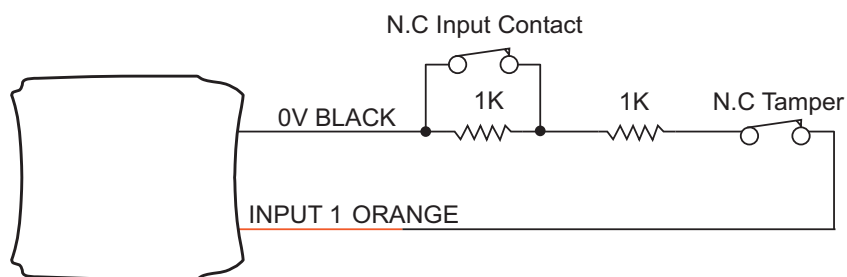 N.C Input Contact
1K
1K
N.C Tamper
0V BLACK
INPUT 1 ORANGE